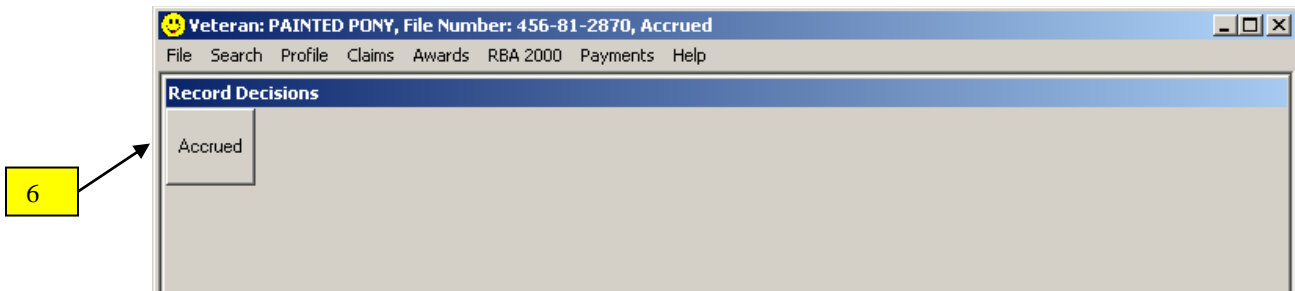 Veteran: PAINTED PONY, File Number: 456-81-2870, Accrued
File Search Profile Claims Awards RBA 2000 Payments Help
Record Decisions
Accrued
6